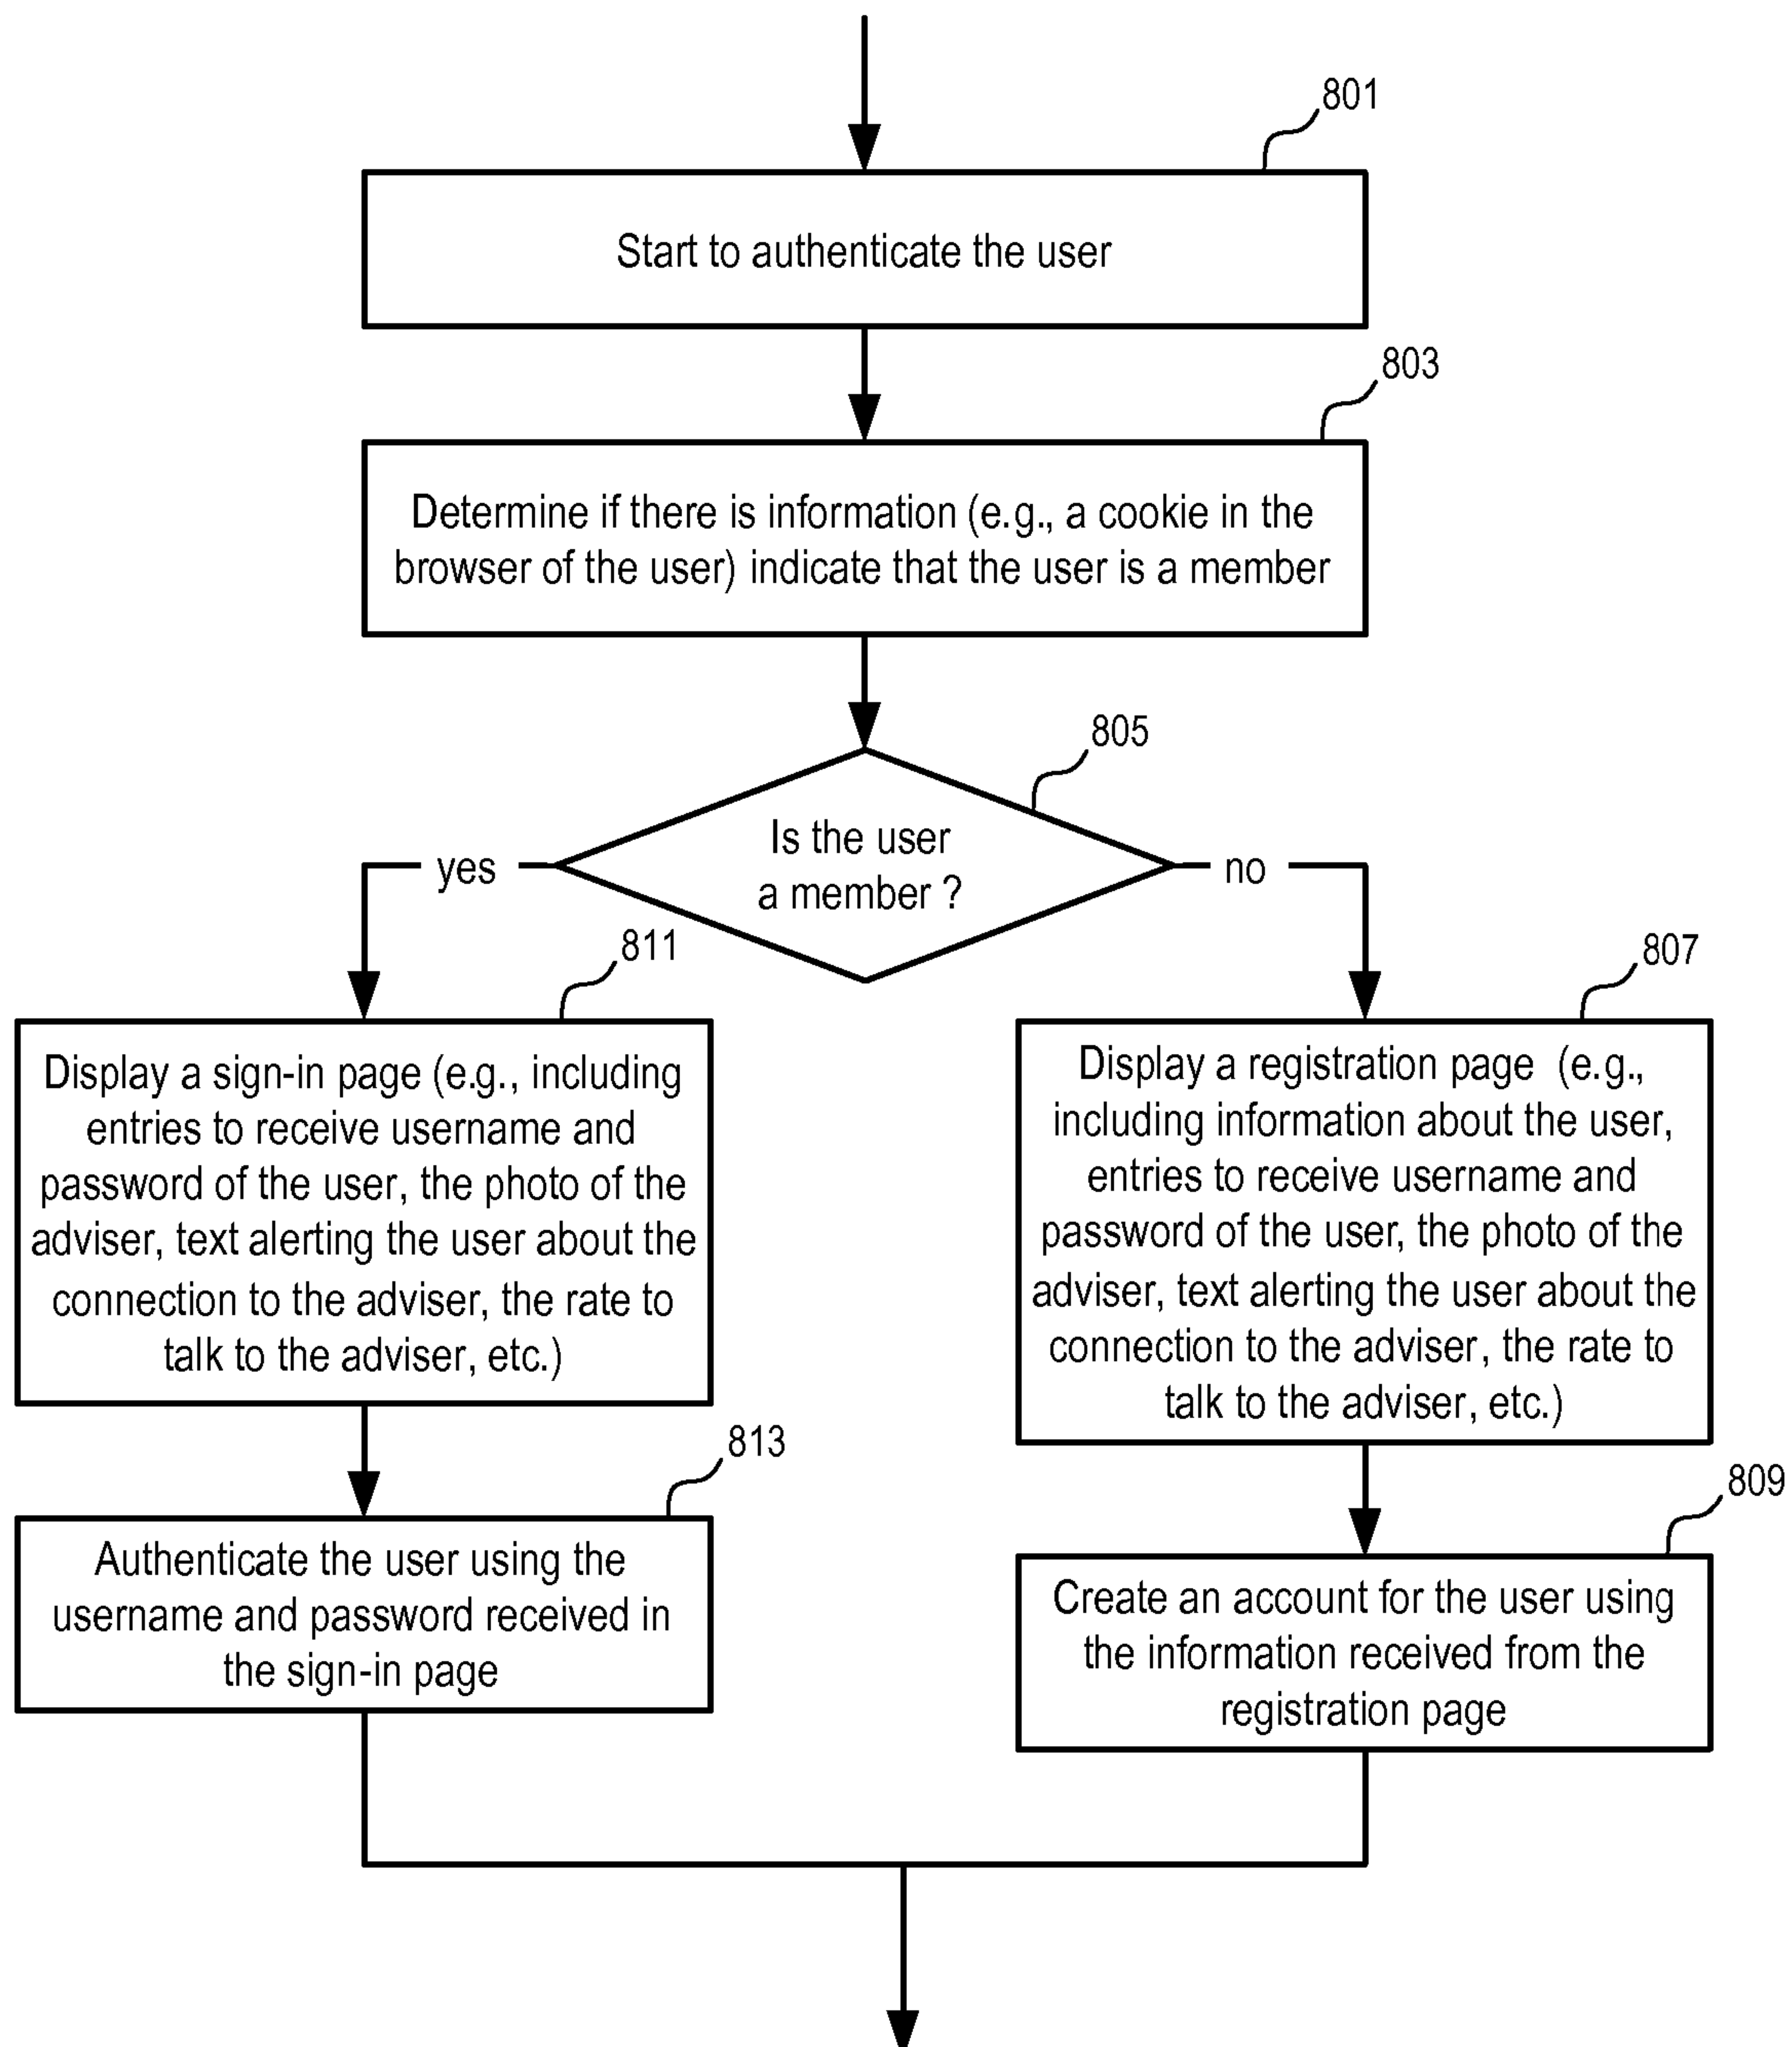 801
Start to authenticate the user
803
Determine if there is information (e.g., a cookie in the
browser of the user) indicate that the user is a member
805
Is the user
a member ?
yes
no
811
Display a sign-in page (e.g., including
entries to receive username and
password of the user, the photo of the
adviser, text alerting the user about the
connection to the adviser, the rate to
talk to the adviser, etc.)
807
Display a registration page (e.g.,
including information about the user,
entries to receive username and
password of the user, the photo of the
adviser, text alerting the user about the
connection to the adviser, the rate to
talk to the adviser, etc.)
813
Authenticate the user using the
username and password received in
the sign-in page
809
Create an account for the user using
the information received from the
registration page